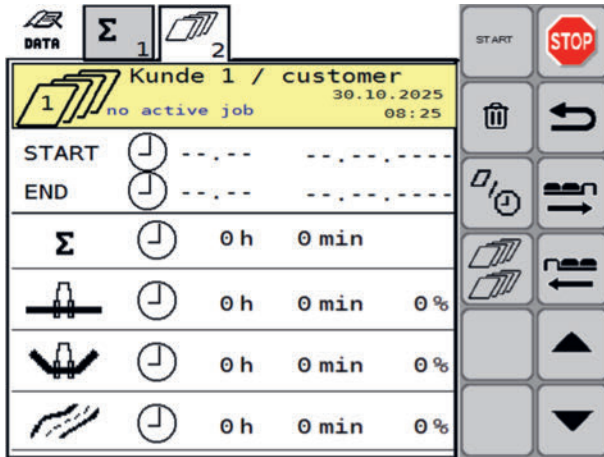 DATA
Σ 1
2
START
STOP
1
Kunde 1 / customer
30.10.2025
no active job
08:25
START --.-- --.--.----
END --.-- --.--.----
Σ 0 h 0 min
0 h 0 min 0 %
0 h 0 min 0 %
0 h 0 min 0 %